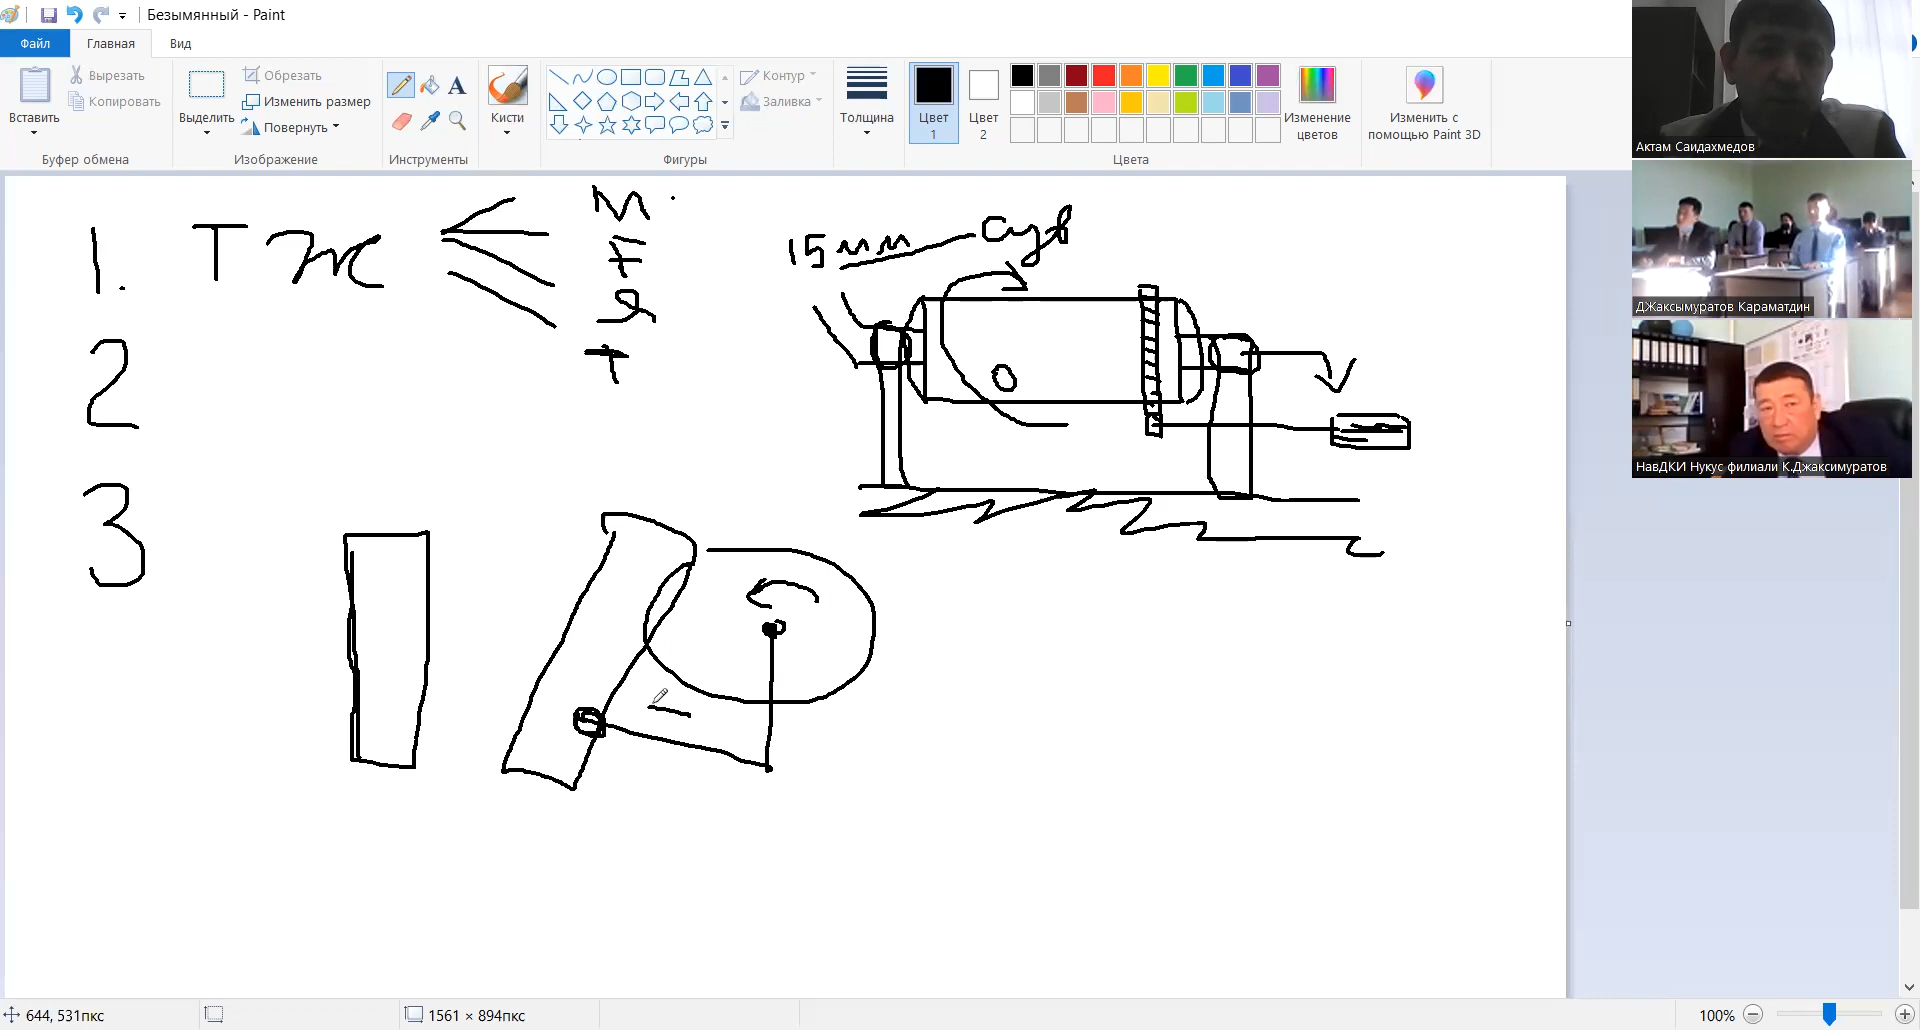 Безымянный - Paint
Файл
Главная
Вид
Вставить
Вырезать
Копировать
Буфер обмена
Выделить
Обрезать
Изменить размер
Повернуть
Изображение
A
Инструменты
Кисти
Контур
Заливка
Фигуры
Толщина
Цвет
1
Цвет
2
Изменение
цветов
Изменить с
помощью Paint 3D
Цвета
Актам Саидахмедов
ДЖаксымуратов Караматдин
НавДКИ Нукус филиали К.Джаксимуратов
1. ТЖ
М
Я
2
3
15 мм
Сув
644, 531пкс
1561 × 894пкс
100%